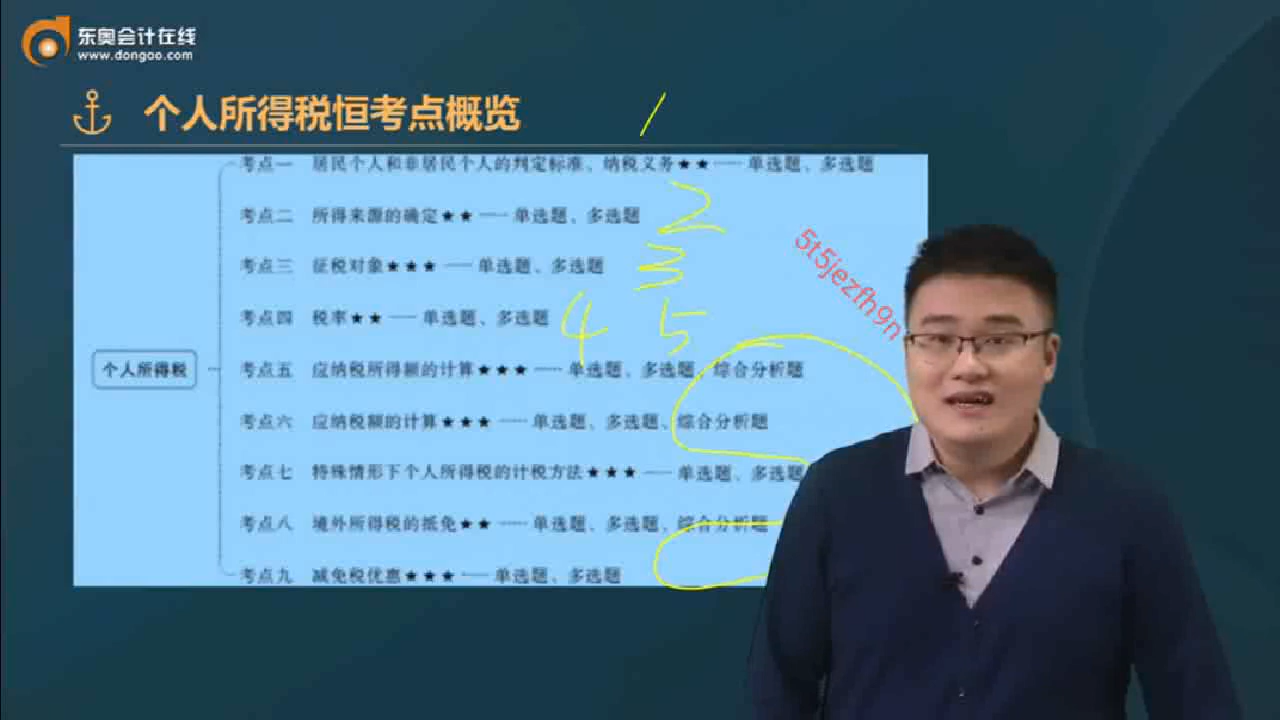 东奥会计在线
www.dongao.com
个人所得税恒考点概览
1
考点一 居民个人和非居民个人的判定标准、纳税义务★★ ── 单选题、多选题
考点二 所得来源的确定★★ ── 单选题、多选题
2
考点三 征税对象★★★ ── 单选题、多选题
3
考点四 税率★★ ── 单选题、多选题
4 5
个人所得税
考点五 应纳税所得额的计算★★★ ── 单选题、多选题、综合分析题
考点六 应纳税额的计算★★★ ── 单选题、多选题、综合分析题
考点七 特殊情形下个人所得税的计税方法★★★ ── 单选题、多选题
考点八 境外所得税的抵免★★ ── 单选题、多选题、综合分析题
考点九 减免税优惠★★★ ── 单选题、多选题
5t5jezfh9n